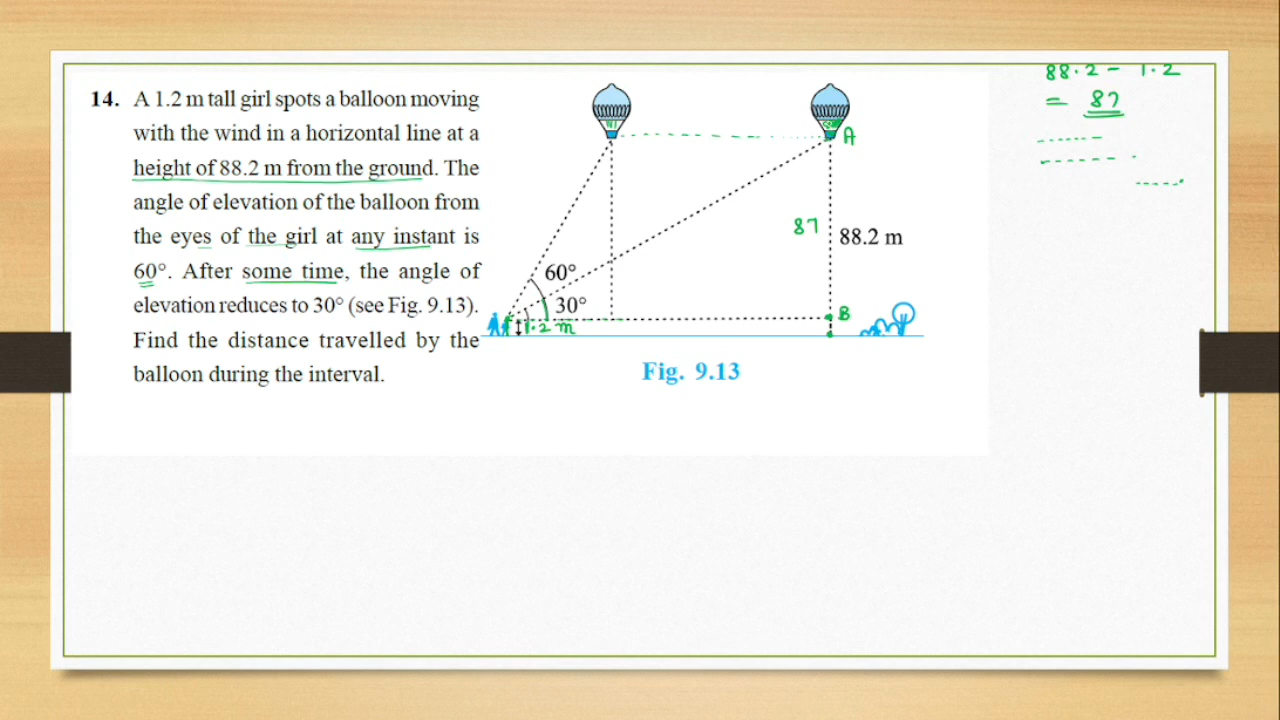 14. A 1.2 m tall girl spots a balloon moving
with the wind in a horizontal line at a
height of 88.2 m from the ground. The
angle of elevation of the balloon from
the eyes of the girl at any instant is
60°. After some time, the angle of
elevation reduces to 30° (see Fig. 9.13).
Find the distance travelled by the
balloon during the interval.
A
87
88.2 m
60°
30°
B
1.2 m
Fig. 9.13
88.2 - 1.2
= 87